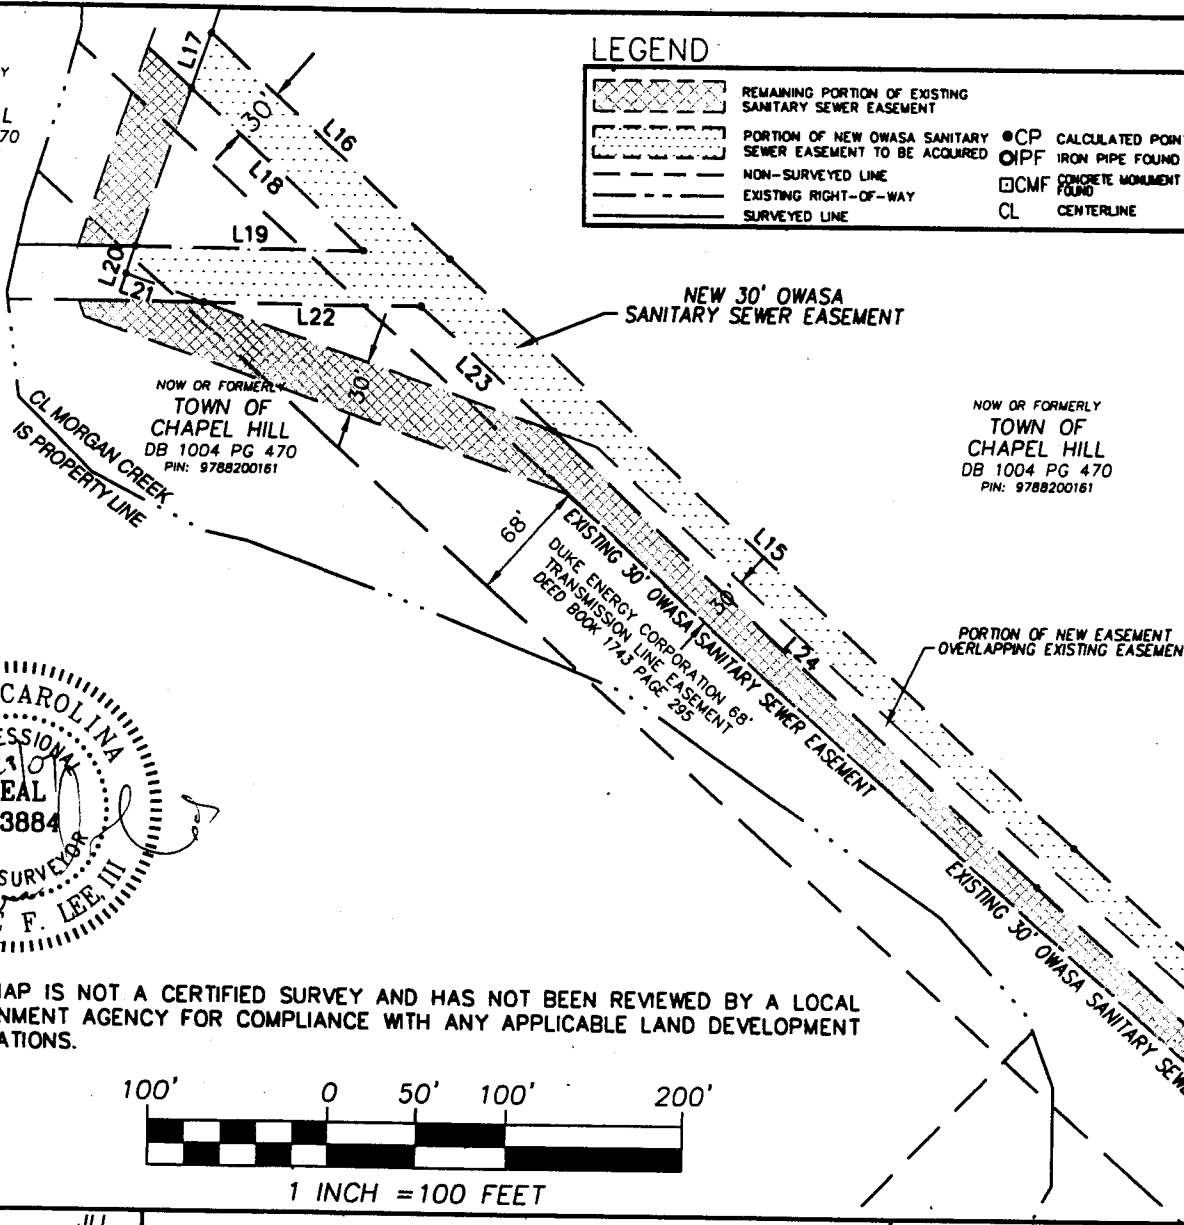 LEGEND
REMAINING PORTION OF EXISTING
SANITARY SEWER EASEMENT
PORTION OF NEW OWASA SANITARY
SEWER EASEMENT TO BE ACQUIRED
NON-SURVEYED LINE
EXISTING RIGHT-OF-WAY
SURVEYED LINE
CP CALCULATED POINT
IPF IRON PIPE FOUND
CMF CONCRETE MONUMENT
FOUND
CL CENTERLINE
Y
L
70
L17
30'
L16
L18
L19
L20
L21
L22
L23
30'
NEW 30' OWASA
SANITARY SEWER EASEMENT
NOW OR FORMERLY
TOWN OF
CHAPEL HILL
DB 1004 PG 470
PIN: 9788200161
NOW OR FORMERLY
TOWN OF
CHAPEL HILL
DB 1004 PG 470
PIN: 9788200161
CL MORGAN CREEK
IS PROPERTY LINE
68'
EXISTING 30' OWASA SANITARY SEWER EASEMENT
DUKE ENERGY CORPORATION 68'
TRANSMISSION LINE EASEMENT
DEED BOOK 1743 PAGE 295
L15
30'
L24
PORTION OF NEW EASEMENT
OVERLAPPING EXISTING EASEMEN
EXISTING 30' OWASA SANITARY SEWE
CAROLINA
ESSIONAL
EAL
3884
SURVEYOR
F. LEE, III
MAP IS NOT A CERTIFIED SURVEY AND HAS NOT BEEN REVIEWED BY A LOCAL
NMENT AGENCY FOR COMPLIANCE WITH ANY APPLICABLE LAND DEVELOPMENT
ATIONS.
100' 0 50' 100' 200'
1 INCH =100 FEET